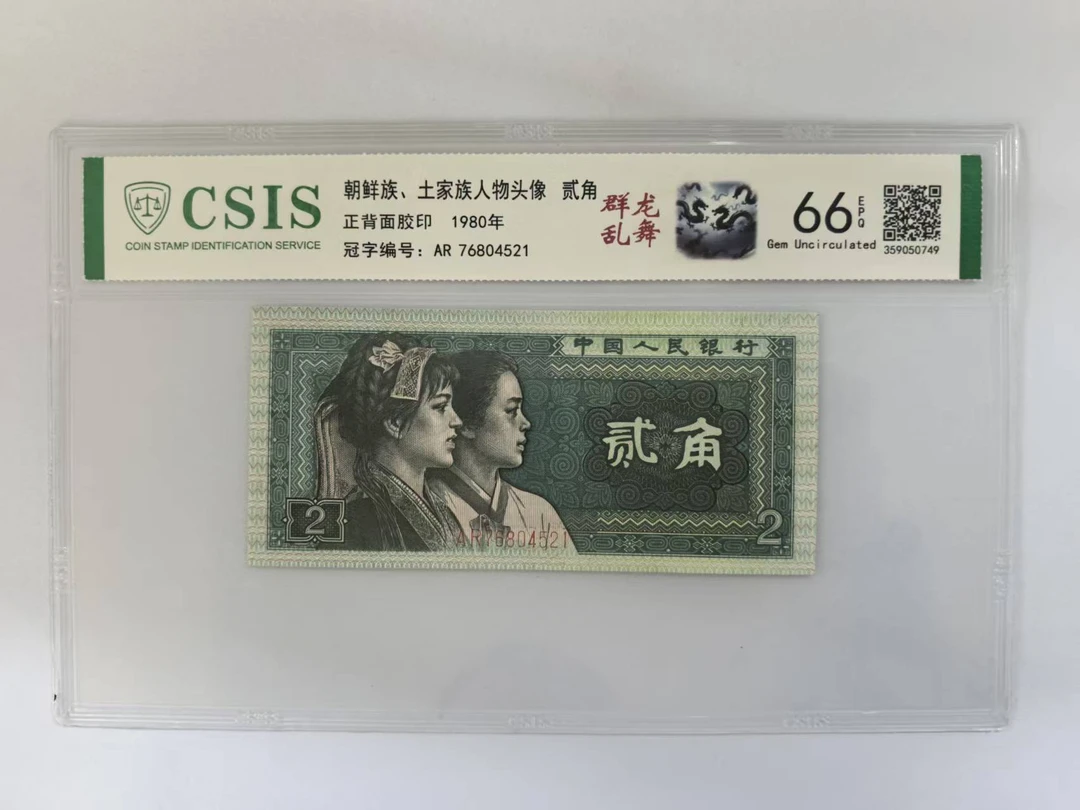 CSIS
COIN STAMP IDENTIFICATION SERVICE
朝鲜族、土家族人物头像 贰角
正背面胶印 1980年
冠字编号: AR 76804521
群龙
乱舞
66
EPQ
Gem Uncirculated
359050749
中国人民银行
贰角
2
AR76804521
2